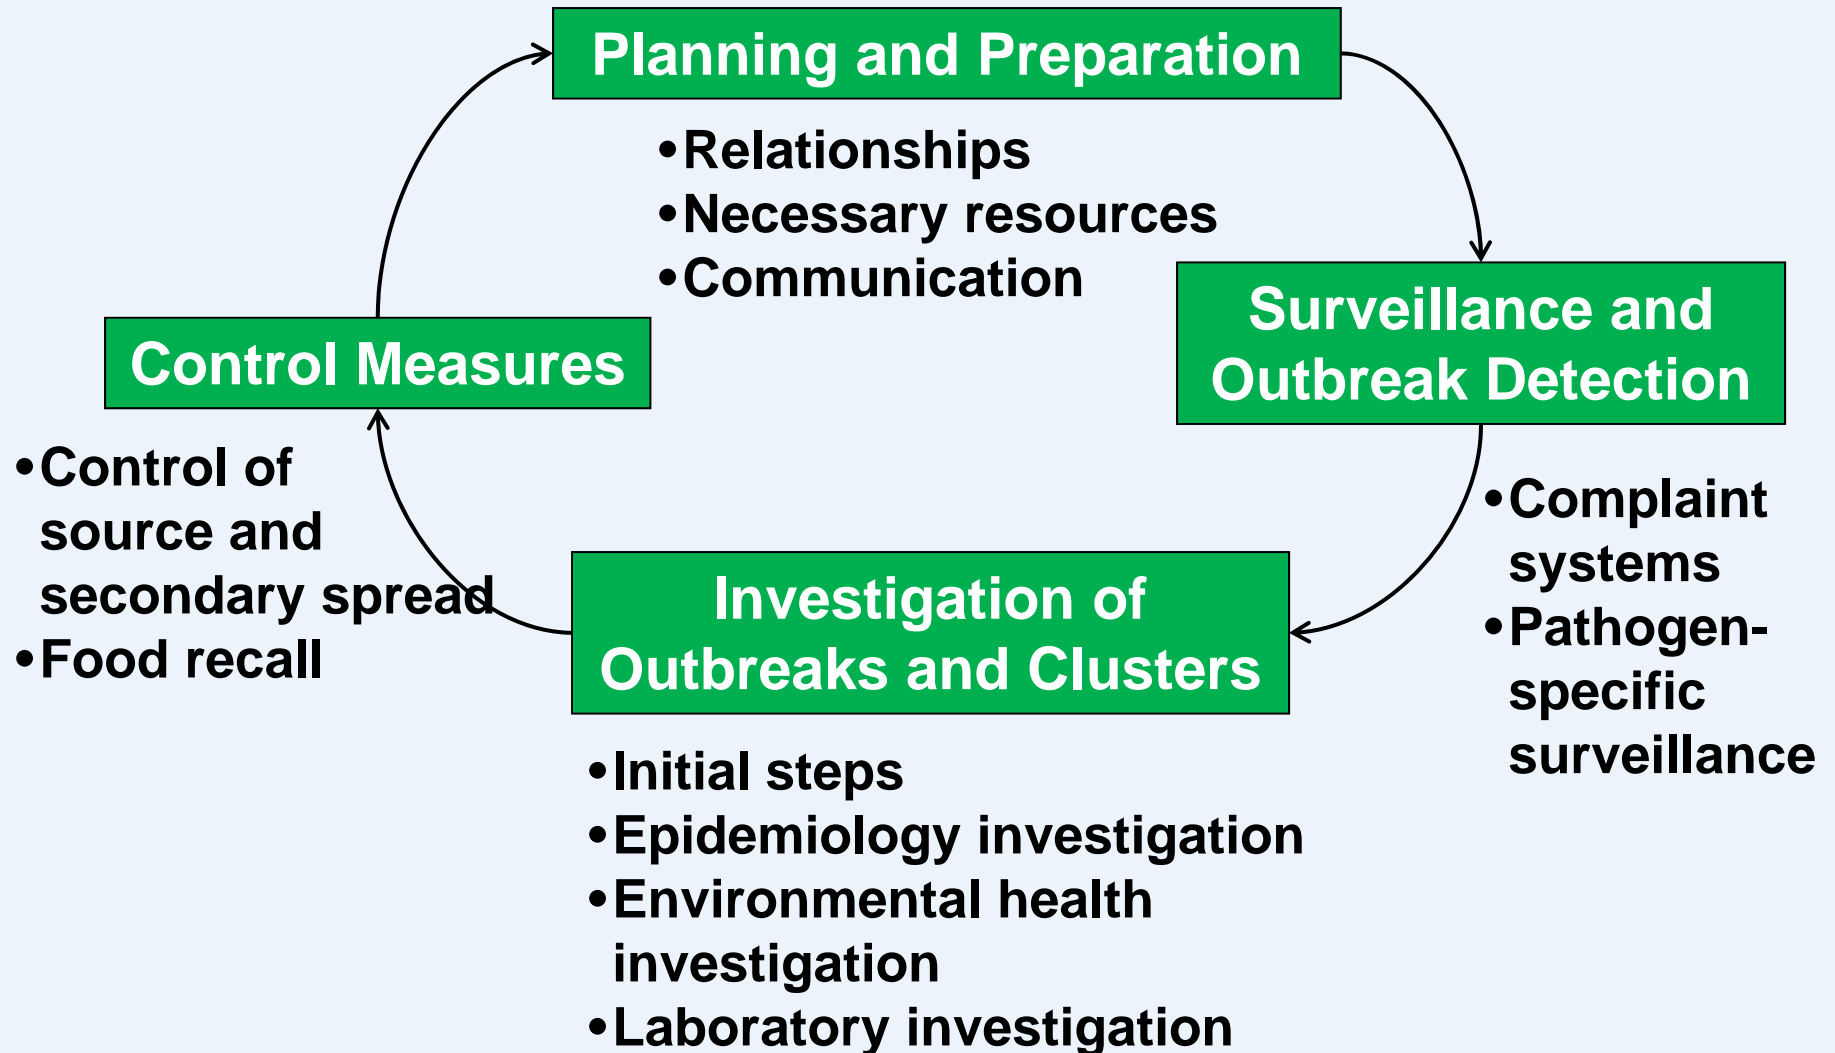 Planning and Preparation
•Relationships
•Necessary resources
•Communication
Surveillance and
Outbreak Detection
•Complaint
systems
•Pathogen-
specific
surveillance
Investigation of
Outbreaks and Clusters
•Initial steps
•Epidemiology investigation
•Environmental health
investigation
•Laboratory investigation
Control Measures
•Control of
source and
secondary spread
•Food recall